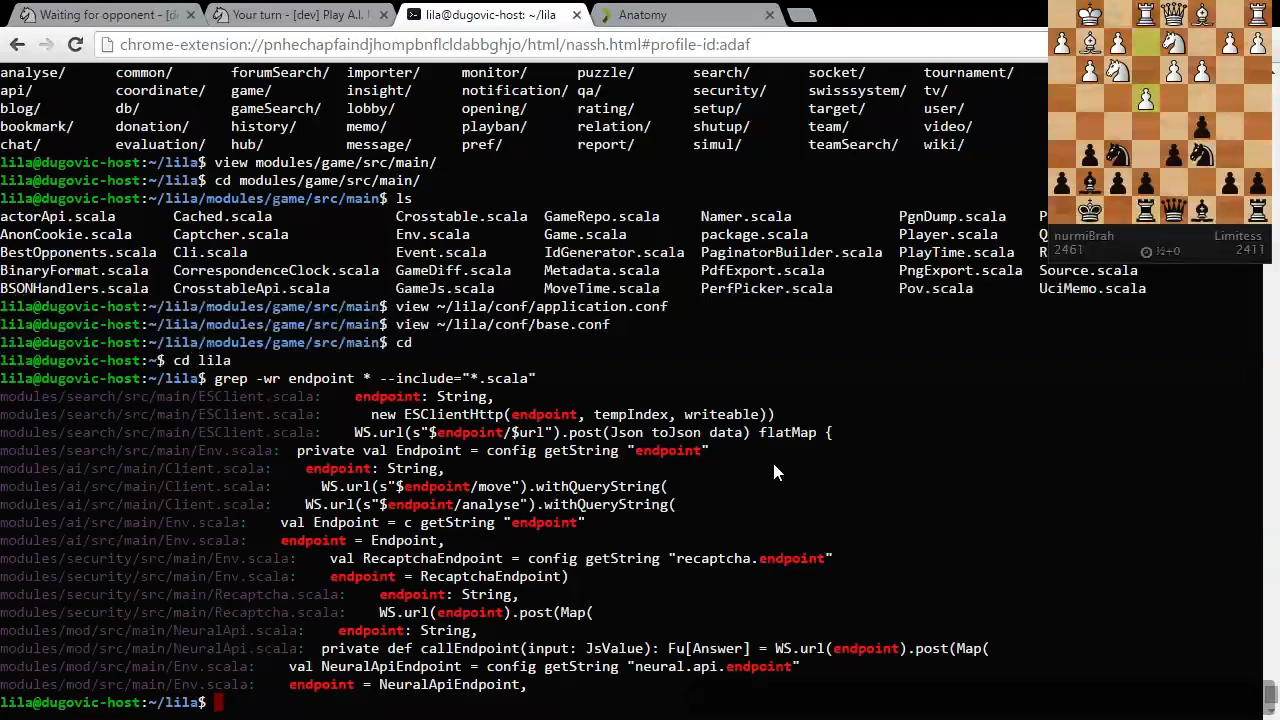 Waiting for opponent - [de
Your turn - [dev] Play A.I.
lila@dugovic-host: ~/lila
Anatomy
chrome-extension://pnhechapfaindjhompbnflcldabbghjo/html/nassh.html#profile-id:adaf
analyse/ common/ forumSearch/ importer/ monitor/ puzzle/ search/ socket/ tournament/
api/ coordinate/ game/ insight/ notification/ qa/ security/ swisssystem/ tv/
blog/ db/ gameSearch/ lobby/ opening/ rating/ setup/ target/ user/
bookmark/ donation/ history/ memo/ playban/ relation/ shutup/ team/ video/
chat/ evaluation/ hub/ message/ pref/ report/ simul/ teamSearch/ wiki/
lila@dugovic-host:~/lila$ view modules/game/src/main/
lila@dugovic-host:~/lila$ cd modules/game/src/main/
lila@dugovic-host:~/lila/modules/game/src/main$ ls
actorApi.scala Cached.scala Crosstable.scala GameRepo.scala Namer.scala PgnDump.scala P
AnonCookie.scala Captcher.scala Env.scala Game.scala package.scala Player.scala Q
BestOpponents.scala Cli.scala Event.scala IdGenerator.scala PaginatorBuilder.scala PlayTime.scala R
BinaryFormat.scala CorrespondenceClock.scala GameDiff.scala Metadata.scala PdfExport.scala PngExport.scala Source.scala
BSONHandlers.scala CrosstableApi.scala GameJs.scala MoveTime.scala PerfPicker.scala Pov.scala UciMemo.scala
nurmiBrah Limitess
2461 ½+0 2411
lila@dugovic-host:~/lila/modules/game/src/main$ view ~/lila/conf/application.conf
lila@dugovic-host:~/lila/modules/game/src/main$ view ~/lila/conf/base.conf
lila@dugovic-host:~/lila/modules/game/src/main$ cd
lila@dugovic-host:~$ cd lila
lila@dugovic-host:~/lila$ grep -wr endpoint * --include="*.scala"
modules/search/src/main/ESClient.scala: endpoint: String,
modules/search/src/main/ESClient.scala: new ESClientHttp(endpoint, tempIndex, writeable))
modules/search/src/main/ESClient.scala: WS.url(s"$endpoint/$url").post(Json toJson data) flatMap {
modules/search/src/main/Env.scala: private val Endpoint = config getString "endpoint"
modules/ai/src/main/Client.scala: endpoint: String,
modules/ai/src/main/Client.scala: WS.url(s"$endpoint/move").withQueryString(
modules/ai/src/main/Client.scala: WS.url(s"$endpoint/analyse").withQueryString(
modules/ai/src/main/Env.scala: val Endpoint = c getString "endpoint"
modules/ai/src/main/Env.scala: endpoint = Endpoint,
modules/security/src/main/Env.scala: val RecaptchaEndpoint = config getString "recaptcha.endpoint"
modules/security/src/main/Env.scala: endpoint = RecaptchaEndpoint)
modules/security/src/main/Recaptcha.scala: endpoint: String,
modules/security/src/main/Recaptcha.scala: WS.url(endpoint).post(Map(
modules/mod/src/main/NeuralApi.scala: endpoint: String,
modules/mod/src/main/NeuralApi.scala: private def callEndpoint(input: JsValue): Fu[Answer] = WS.url(endpoint).post(Map(
modules/mod/src/main/Env.scala: val NeuralApiEndpoint = config getString "neural.api.endpoint"
modules/mod/src/main/Env.scala: endpoint = NeuralApiEndpoint,
lila@dugovic-host:~/lila$